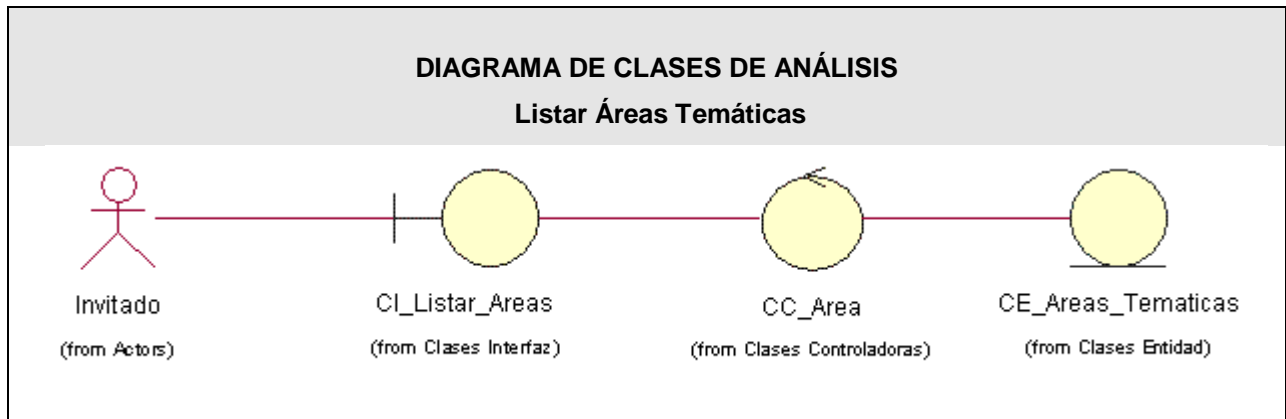 DIAGRAMA DE CLASES DE ANÁLISIS
Listar Áreas Temáticas
Invitado
(from Actors)
CI_Listar_Areas
(from Clases Interfaz)
CC_Area
(from Clases Controladoras)
CE_Areas_Tematicas
(from Clases Entidad)